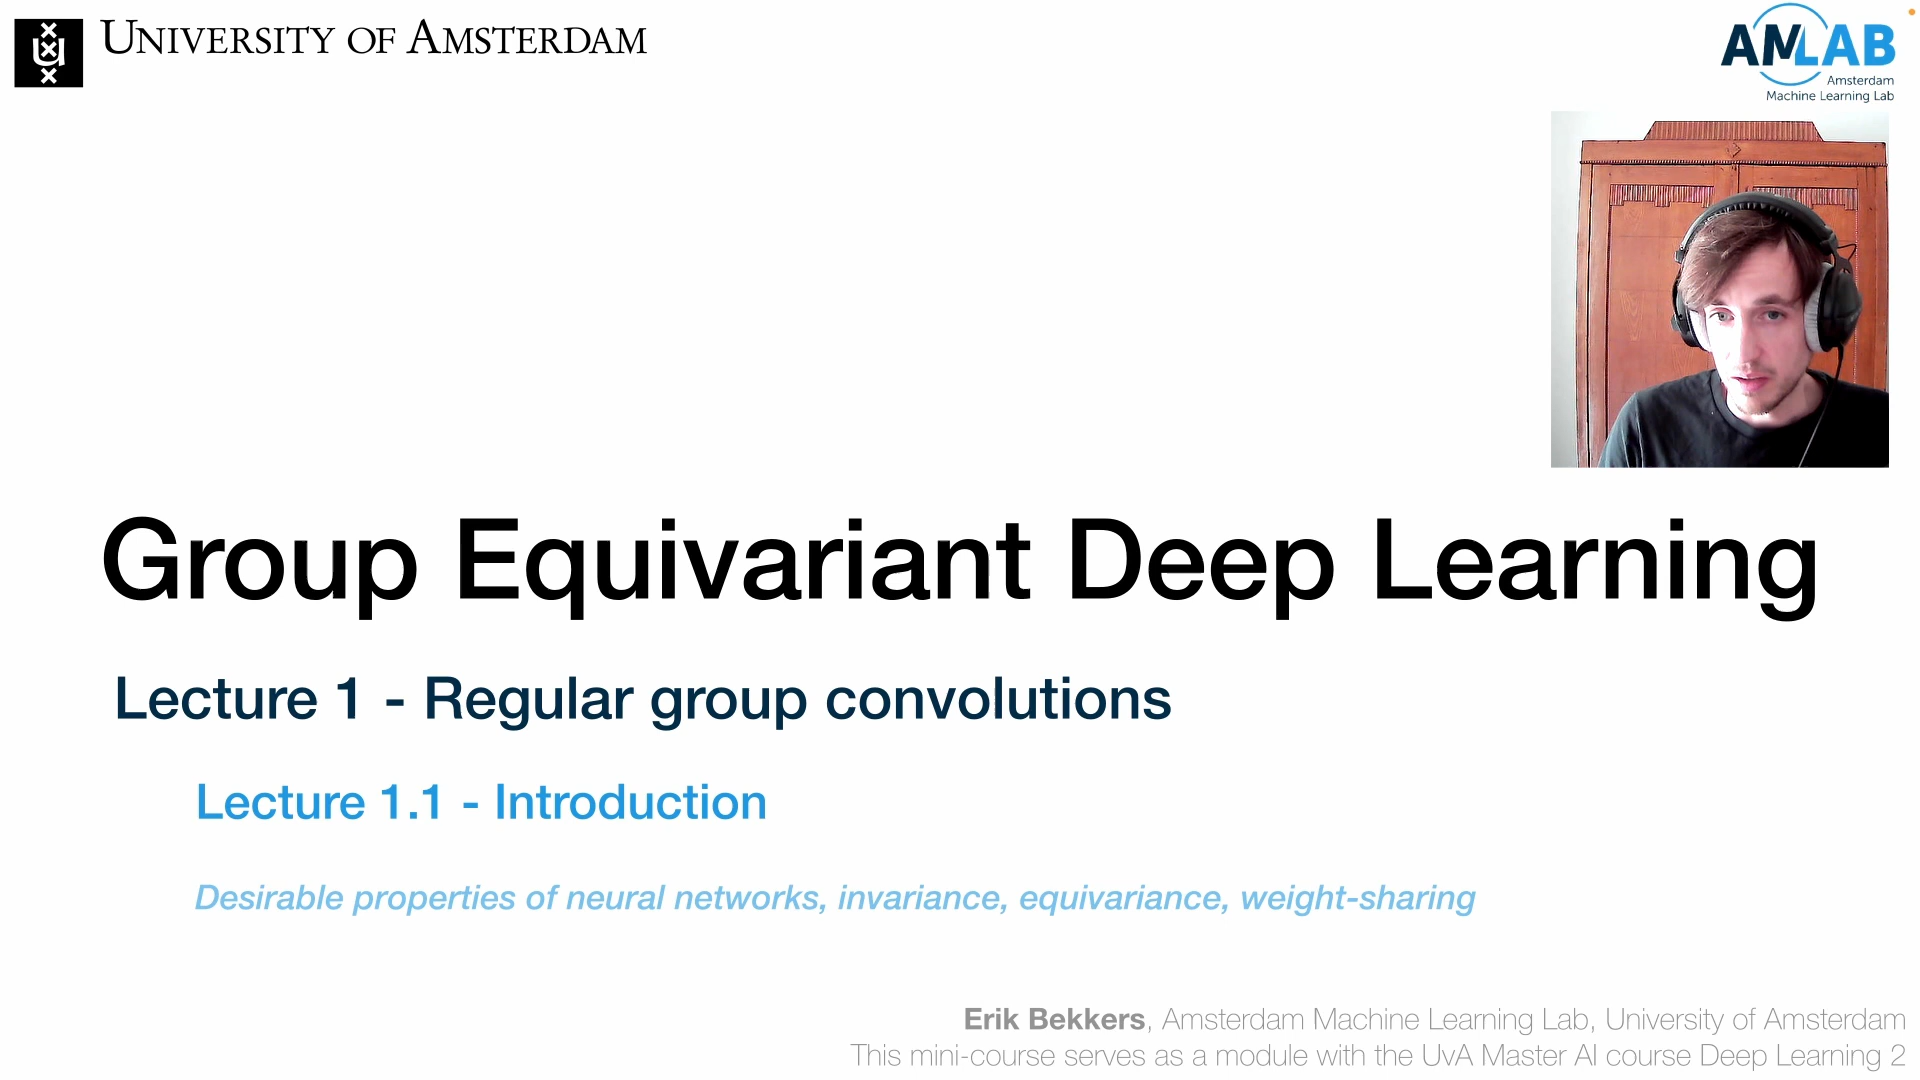 UNIVERSITY OF AMSTERDAM
AMLAB
Amsterdam
Machine Learning Lab
Group Equivariant Deep Learning
Lecture 1 - Regular group convolutions
Lecture 1.1 - Introduction
Desirable properties of neural networks, invariance, equivariance, weight-sharing
Erik Bekkers, Amsterdam Machine Learning Lab, University of Amsterdam
This mini-course serves as a module with the UvA Master AI course Deep Learning 2